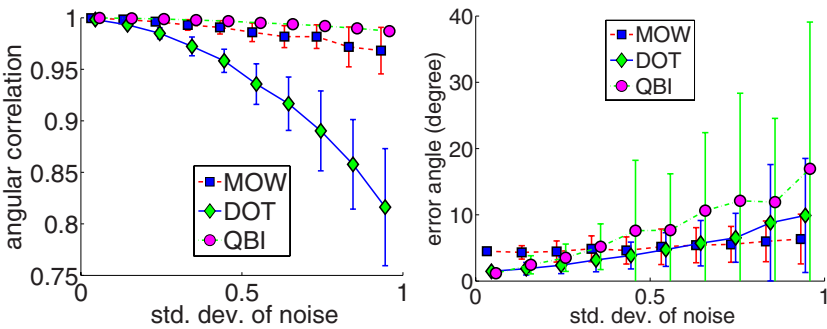 angular correlation
1
0.95
0.9
0.85
0.8
0.75
MOW
DOT
QBI
0
0.5
1
std. dev. of noise
error angle (degree)
40
30
20
10
0
MOW
DOT
QBI
0
0.5
1
std. dev. of noise